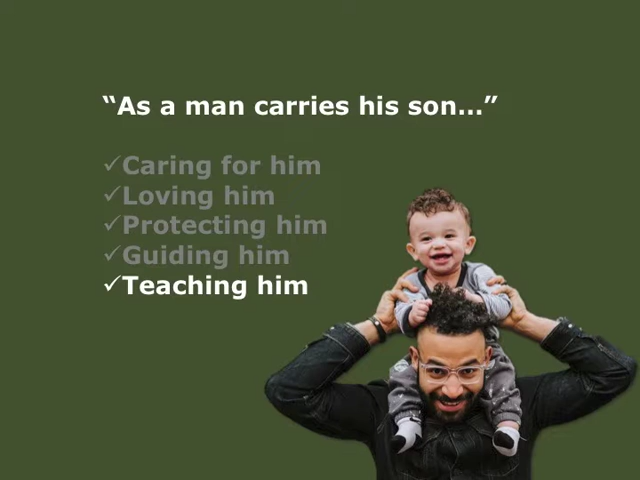 “As a man carries his son…”
✓Caring for him
✓Loving him
✓Protecting him
✓Guiding him
✓Teaching him